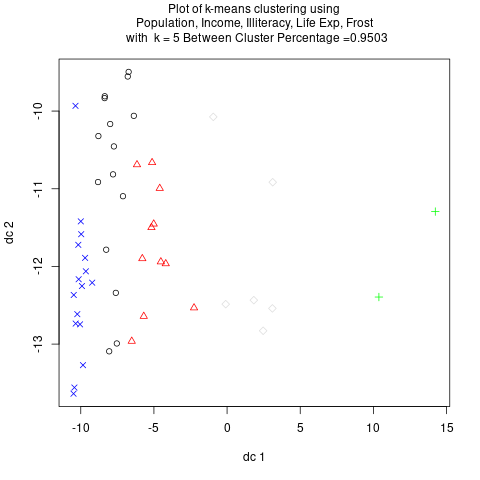 Plot of k-means clustering using
Population, Income, Illiteracy, Life Exp, Frost
with k = 5 Between Cluster Percentage =0.9503
-10
-11
-12
-13
dc 2
-10 -5 0 5 10 15
dc 1